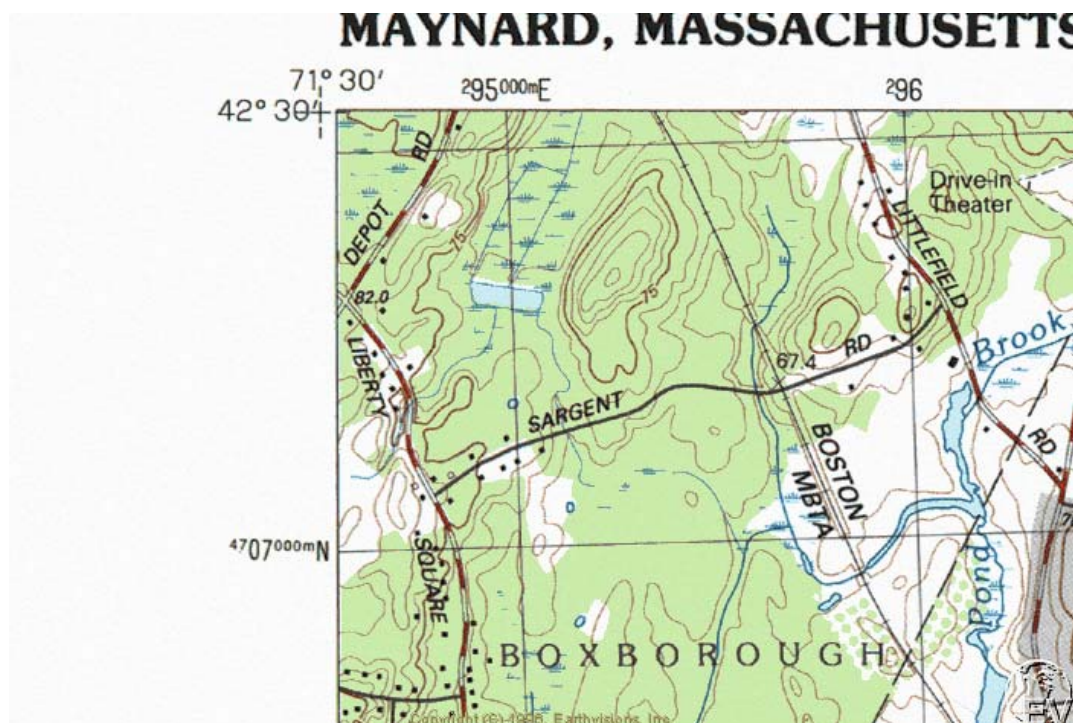 MAYNARD, MASSACHUSETTS
71° 30'
295000mE
296
42° 30'
DEPOT RD
75
75
82.0
Drive-in
Theater
LITTLEFIELD RD
Brook
LIBERTY SQUARE
SARGENT RD
67.4
BOSTON
MBTA
4707000mN
pond
BOXBOROUGH
Copyright (C) 1998, Earthvisions, Inc.